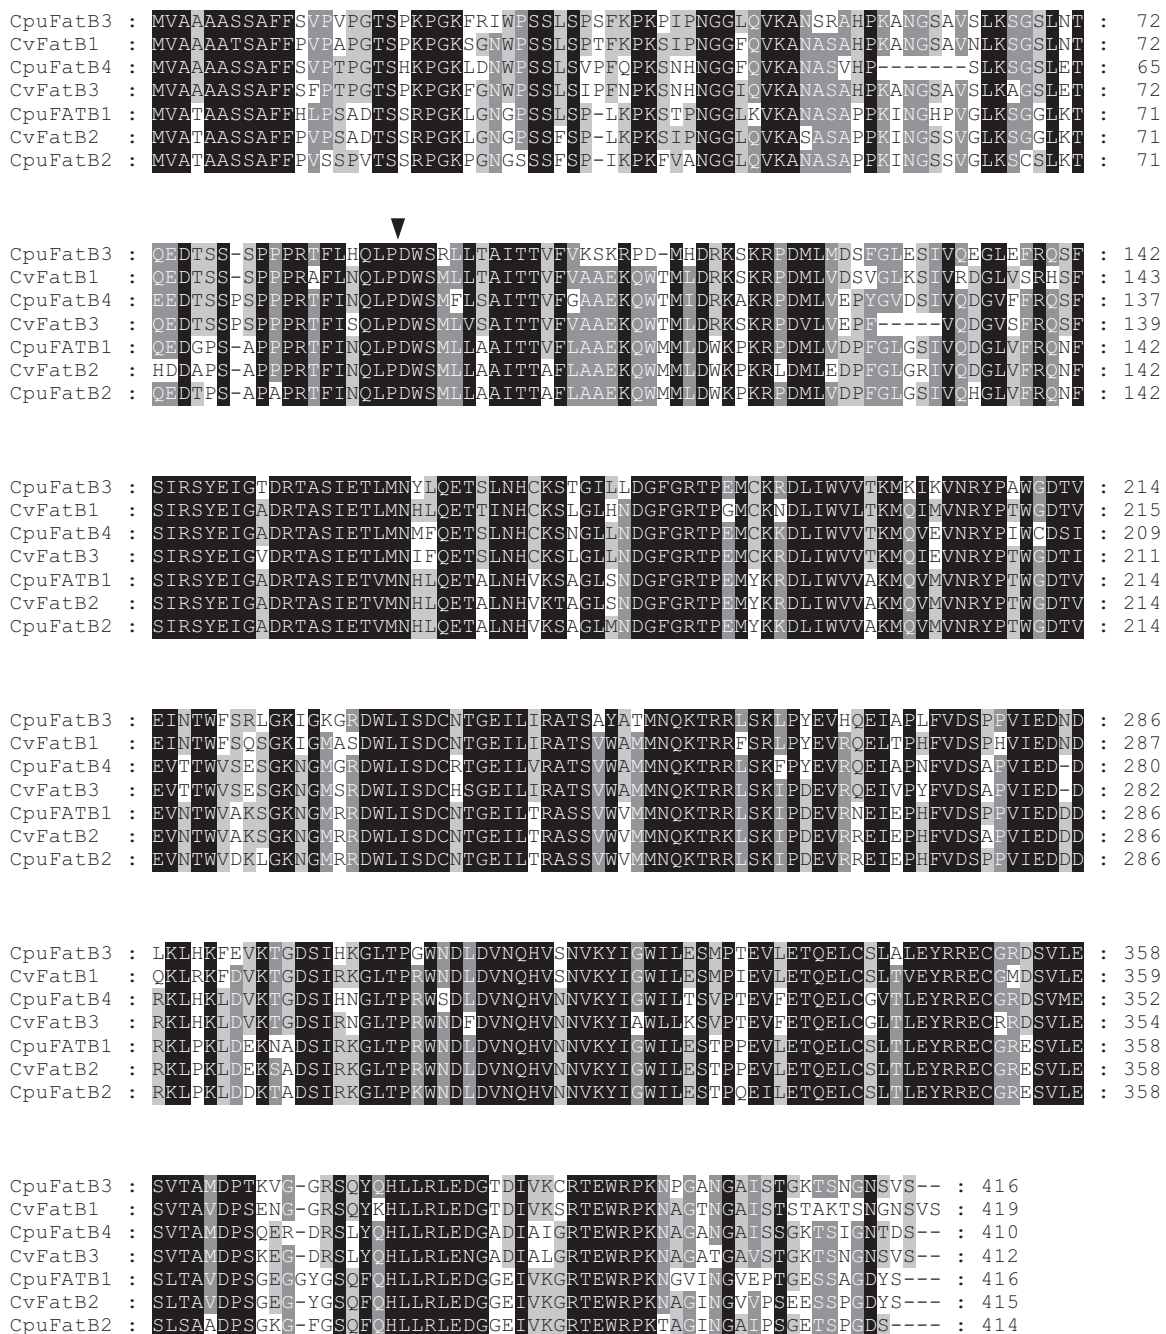 CpuFatB3 : MVAAAASSAFFSVPVPGTSPKPGKFRIWPSSLSPSFKPKPIPNGGLQVKANSRAHPKANGSAVSLKSGSLNT : 72
CvFatB1 : MVAAAATSAFFPVPAPGTSPKPGKSGNWPSSLSPTFKPKSIPNGGFQVKANASAHPKANGSAVNLKSGSLNT : 72
CpuFatB4 : MVAAAASSAFFSVPTPGTSHKPGKLDNWPSSLSVPFQPKSNHNGGFQVKANASVHP-------SLKSGSLET : 65
CvFatB3 : MVAAAASSAFFSFPTPGTSPKPGKFGNWPSSLSIPFNPKSNHNGGIQVKANASAHPKANGSAVSLKAGSLET : 72
CpuFATB1 : MVAAAASSAFFHLPSADTSSRPGKLGNGPSSLSP-LKPKSTPNGGLKVKANASAPPKINGHPVGLKSGGLKT : 71
CvFatB2 : MVATAASSAFFPVPSADTSSRPGKLGNGPSSFSP-LKPKSIPNGGLQVKASASAPPKINGSSVGLKSGGLKT : 71
CpuFatB2 : MVATAASSAFFPVSSPVTSSRPGKPGNGSSSFSP-IKPKFVANGGLQVKANASAPPKINGSSVGLKSCSLKT : 71
CpuFatB3 : QEDTSS-SPPPRTFLHQLPDWSRLLTAITTVFVKSKRPD-MHDRKSKRPDMLMDSFGLESIVQEGLEFRQSF : 142
CvFatB1 : QEDTSS-SPPPRAFLNQLPDWSMLLTAITTVFVAAEKQWTMLDRKSKRPDMLVDSVGLKSIVRDGLVSRHSF : 143
CpuFatB4 : EEDTSSPSPPPRTFINQLPDWSMFLSAITTVFGAAEKQWTMIDRKAKRPDMLVEPYGVDSIVQDGVFFRQSF : 137
CvFatB3 : QEDTSSPSPPPRTFISQLPDWSMLVSAITTVFVAAEKQWTMLDRKSKRPDVLVEPF-----VQDGVSFRQSF : 139
CpuFATB1 : QEDGPS-APPPRTFINQLPDWSMLLAAITTVFLAAEKQWMMLDWKPKRPDMLVDPFGLGSIVQDGLVFRQNF : 142
CvFatB2 : HDDAPS-APPPRTFINQLPDWSMLLAAITTAFLAAEKQWMMLDWKPKRLDMLEDPFGLGRIVQDGLVFRQNF : 142
CpuFatB2 : QEDTPS-APAPRTFINQLPDWSMLLAAITTAFLAAEKQWMMLDWKPKRPDMLVDPFGLGSIVQHGLVFRQNF : 142
CpuFatB3 : SIRSYEIGTDRTASIETLMNYLQETSLNHCKSTGILLDGFGRTPEMCKRDLIWVVTKMKIKVNRYPAWGDTV : 214
CvFatB1 : SIRSYEIGADRTASIETLMNHLQETTINHCKSLGLHNDGFGRTPGMCKNDLIWVLTKMQIMVNRYPTWGDTV : 215
CpuFatB4 : SIRSYEIGADRTASIETLMNMFQETSLNHCKSNGLLNDGFGRTPEMCKKDLIWVVTKMQVEVNRYPIWCDSI : 209
CvFatB3 : SIRSYEIGVDRTASIETLMNIFQETSLNHCKSLGLLNDGFGRTPEMCKRDLIWVVTKMQIEVNRYPTWGDTI : 211
CpuFATB1 : SIRSYEIGADRTASIETVMNHLQETALNHVKSAGLSNDGFGRTPEMYKRDLIWVVAKMQVMVNRYPTWGDTV : 214
CvFatB2 : SIRSYEIGADRTASIETVMNHLQETALNHVKTAGLSNDGFGRTPEMYKRDLIWVVAKMQVMVNRYPTWGDTV : 214
CpuFatB2 : SIRSYEIGADRTASIETVMNHLQETALNHVKSAGLMNDGFGRTPEMYKKDLIWVVAKMQVMVNRYPTWGDTV : 214
CpuFatB3 : EINTWFSRLGKIGKGRDWLISDCNTGEILIRATSAYATMNQKTRRLSKLPYEVHQEIAPLFVDSPPVIEDND : 286
CvFatB1 : EINTWFSQSGKIGMASDWLISDCNTGEILIRATSVWAMMNQKTRRFSRLPYEVRQELTPHFVDSPHVIEDND : 287
CpuFatB4 : EVTTWVSESGKNGMGRDWLISDCRTGEILVRATSVWAMMNQKTRRLSKFPYEVRQEIAPNFVDSAPVIED-D : 280
CvFatB3 : EVTTWVSESGKNGMSRDWLISDCHSGEILIRATSVWAMMNQKTRRLSKIPDEVRQEIVPYFVDSAPVIED-D : 282
CpuFATB1 : EVNTWVAKSGKNGMRRDWLISDCNTGEILTRASSVWVMMNQKTRRLSKIPDEVRNEIEPHFVDSPPVIEDDD : 286
CvFatB2 : EVNTWVAKSGKNGMRRDWLISDCNTGEILTRASSVWVMMNQKTRKLSKIPDEVRREIEPHFVDSAPVIEDDD : 286
CpuFatB2 : EVNTWVDKLGKNGMRRDWLISDCNTGEILTRASSVWVMMNQKTRRLSKIPDEVRREIEPHFVDSPPVIEDDD : 286
CpuFatB3 : LKLHKFEVKTGDSIHKGLTPGWNDLDVNQHVSNVKYIGWILESMPTEVLETQELCSLALEYRRECGRDSVLE : 358
CvFatB1 : QKLRKFDVKTGDSIRKGLTPRWNDLDVNQHVSNVKYIGWILESMPIEVLETQELCSLTVEYRRECGMDSVLE : 359
CpuFatB4 : RKLHKLDVKTGDSIHNGLTPRWSDLDVNQHVNNVKYIGWILTSVPTEVFETQELCGVTLEYRRECGRDSVME : 352
CvFatB3 : RKLHKLDVKTGDSIRNGLTPRWNDFDVNQHVNNVKYIAWLLKSVPTEVFETQELCGLTLEYRRECRRDSVLE : 354
CpuFATB1 : RKLPKLDEKNADSIRKGLTPRWNDLDVNQHVNNVKYIGWILESTPPEVLETQELCSLTLEYRRECGRESVLE : 358
CvFatB2 : RKLPKLDEKSADSIRKGLTPRWNDLDVNQHVNNVKYIGWILESTPPEVLETQELCSLTLEYRRECGRESVLE : 358
CpuFatB2 : RKLPKLDDKTADSIRKGLTPKWNDLDVNQHVNNVKYIGWILESTPQEILETQELCSLTLEYRRECGRESVLE : 358
CpuFatB3 : SVTAMDPTKVG-GRSQYQHLLRLEDGTDIVKCRTEWRPKNPGANGAISTGKTSNGNSVS-- : 416
CvFatB1 : SVTAVDPSENG-GRSQYKHLLRLEDGTDIVKSRTEWRPKNAGTNGAISTSTAKTSNGNSVS : 419
CpuFatB4 : SVTAMDPSQER-DRSLYQHLLRLEDGADIAIGRTEWRPKNAGANGAISSGKTSIGNTDS-- : 410
CvFatB3 : SVTAMDPSKEG-DRSLYQHLLRLENGADIALGRTEWRPKNAGATGAVSTGKTSNGNSVS-- : 412
CpuFATB1 : SLTAVDPSGEGGYGSQFQHLLRLEDGGEIVKGRTEWRPKNGVINGVEPTGESSAGDYS--- : 416
CvFatB2 : SLTAVDPSGEG-YGSQFQHLLRLEDGGEIVKGRTEWRPKNAGINGVVPSEESSPGDYS--- : 415
CpuFatB2 : SLSAADPSGKG-FGSQFQHLLRLEDGGEIVKGRTEWRPKTAGINGAIPSGETSPGDS---- : 414